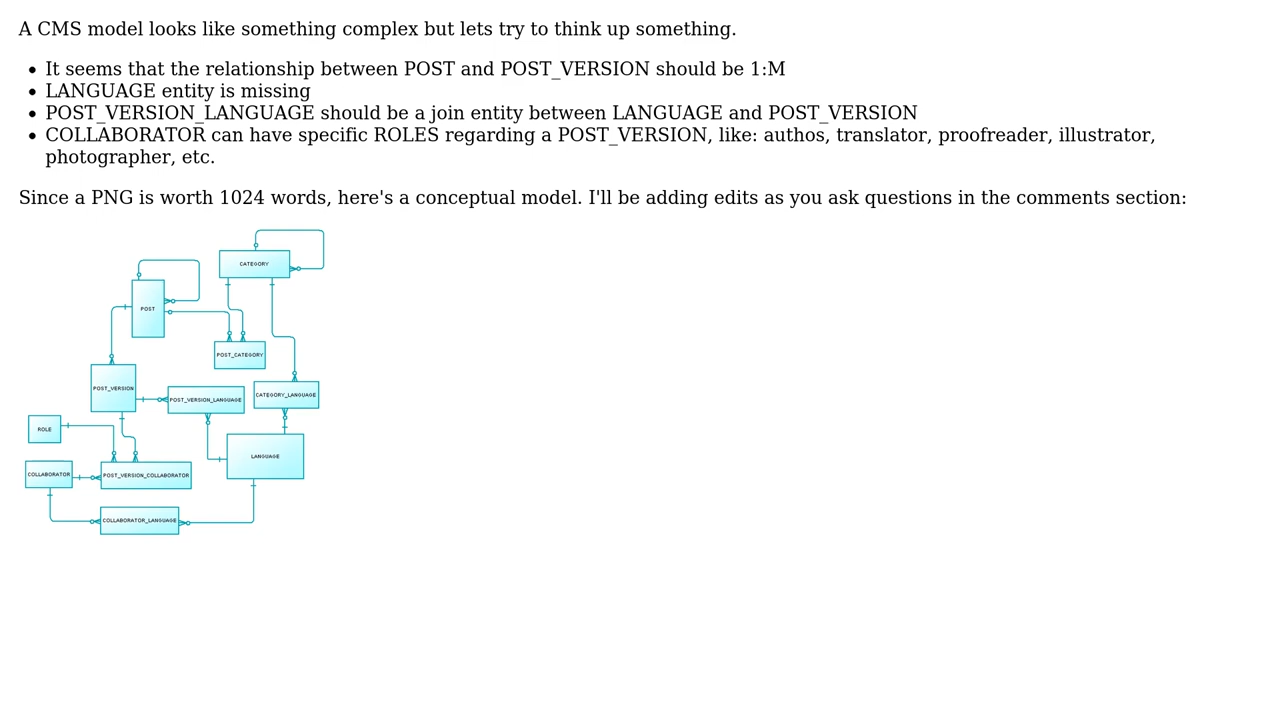 A CMS model looks like something complex but lets try to think up something.
It seems that the relationship between POST and POST_VERSION should be 1:M
LANGUAGE entity is missing
POST_VERSION_LANGUAGE should be a join entity between LANGUAGE and POST_VERSION
COLLABORATOR can have specific ROLES regarding a POST_VERSION, like: authos, translator, proofreader, illustrator,
photographer, etc.
Since a PNG is worth 1024 words, here's a conceptual model. I'll be adding edits as you ask questions in the comments section:
CATEGORY
POST
POST_CATEGORY
POST_VERSION
POST_VERSION_LANGUAGE
CATEGORY_LANGUAGE
ROLE
LANGUAGE
COLLABORATOR
POST_VERSION_COLLABORATOR
COLLABORATOR_LANGUAGE